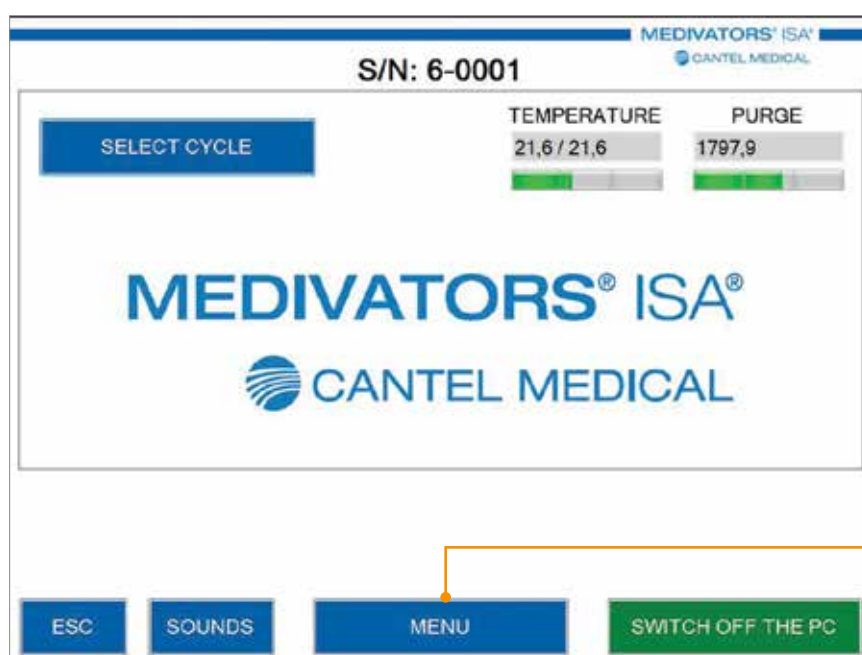 MEDIVATORS® ISA®
CANTEL MEDICAL
S/N: 6-0001
TEMPERATURE PURGE
SELECT CYCLE
21,6 / 21,6 1797,9
MEDIVATORS® ISA®
CANTEL MEDICAL
ESC SOUNDS MENU SWITCH OFF THE PC